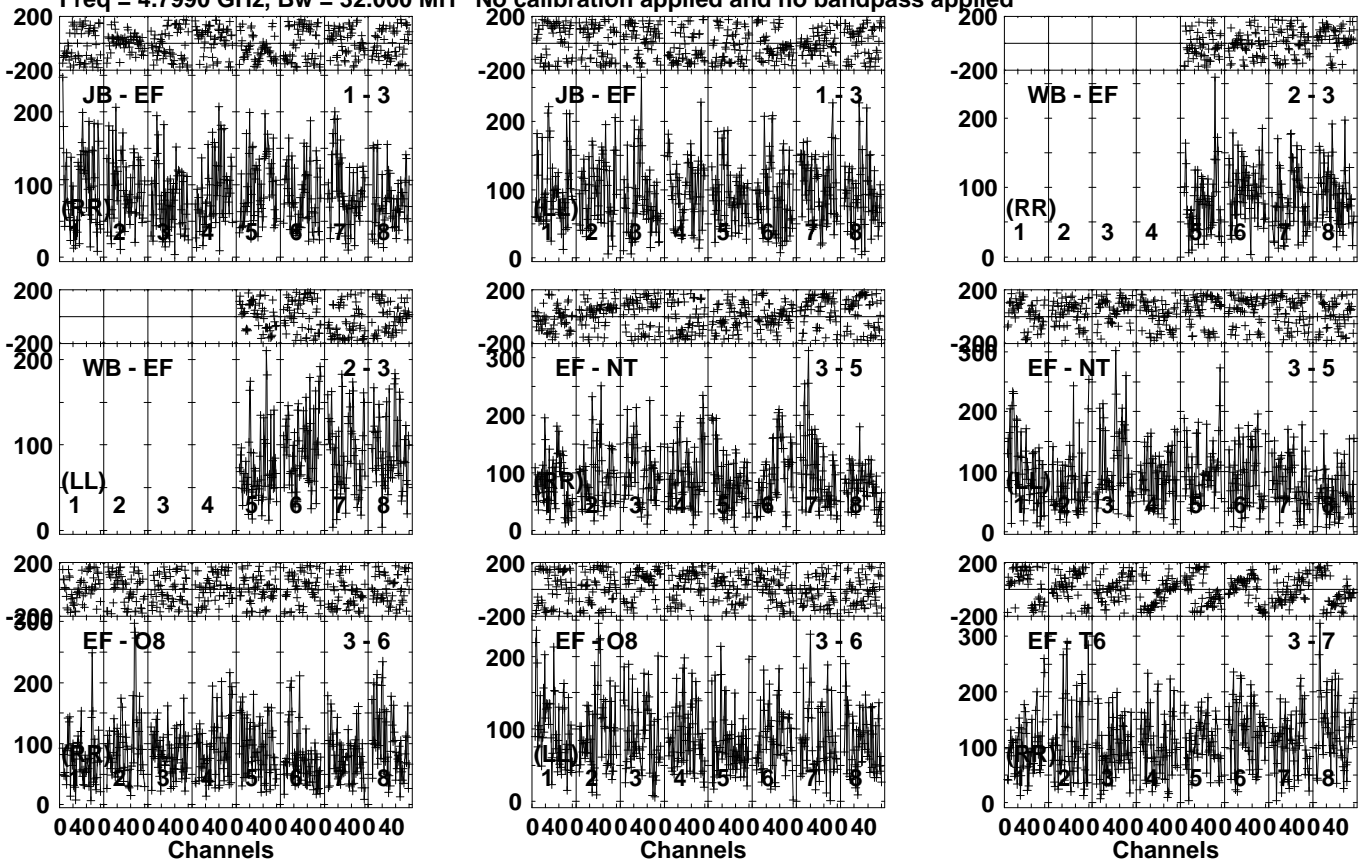 Freq = 4.7990 GHz, Bw = 32.000 MH No calibration applied and no bandpass applied
200 200 200
-200 -200 -200
JB - EF 1 - 3 JB - EF 1 - 3 WB - EF 2 - 3
200 200 200
100 100 100
(RR) (LL) (RR)
1 2 3 4 5 6 7 8 1 2 3 4 5 6 7 8 1 2 3 4 5 6 7 8
0 0 0
200 200 200
-200 -200 -200
200 300 300
WB - EF 2 - 3 EF - NT 3 - 5 EF - NT 3 - 5
200 200
100 100 100
(LL) (RR) (LL)
1 2 3 4 5 6 7 8 1 2 3 4 5 6 7 8 1 2 3 4 5 6 7 8
0 0 0
200 200 200
-200 -200 -200
300 300
EF - O8 3 - 6 EF - O8 3 - 6 EF - T6 3 - 7
200 200 200
100 100 100
(RR) (LL) (RR)
1 2 3 4 5 6 7 8 1 2 3 4 5 6 7 8 1 2 3 4 5 6 7 8
0 0 0
0 40 0 40 0 40 0 40 0 40 0 40 0 40 0 40 0 40 0 40 0 40 0 40 0 40 0 40 0 40 0 40 0 40 0 40 0 40 0 40 0 40 0 40 0 40 0 40
Channels Channels Channels